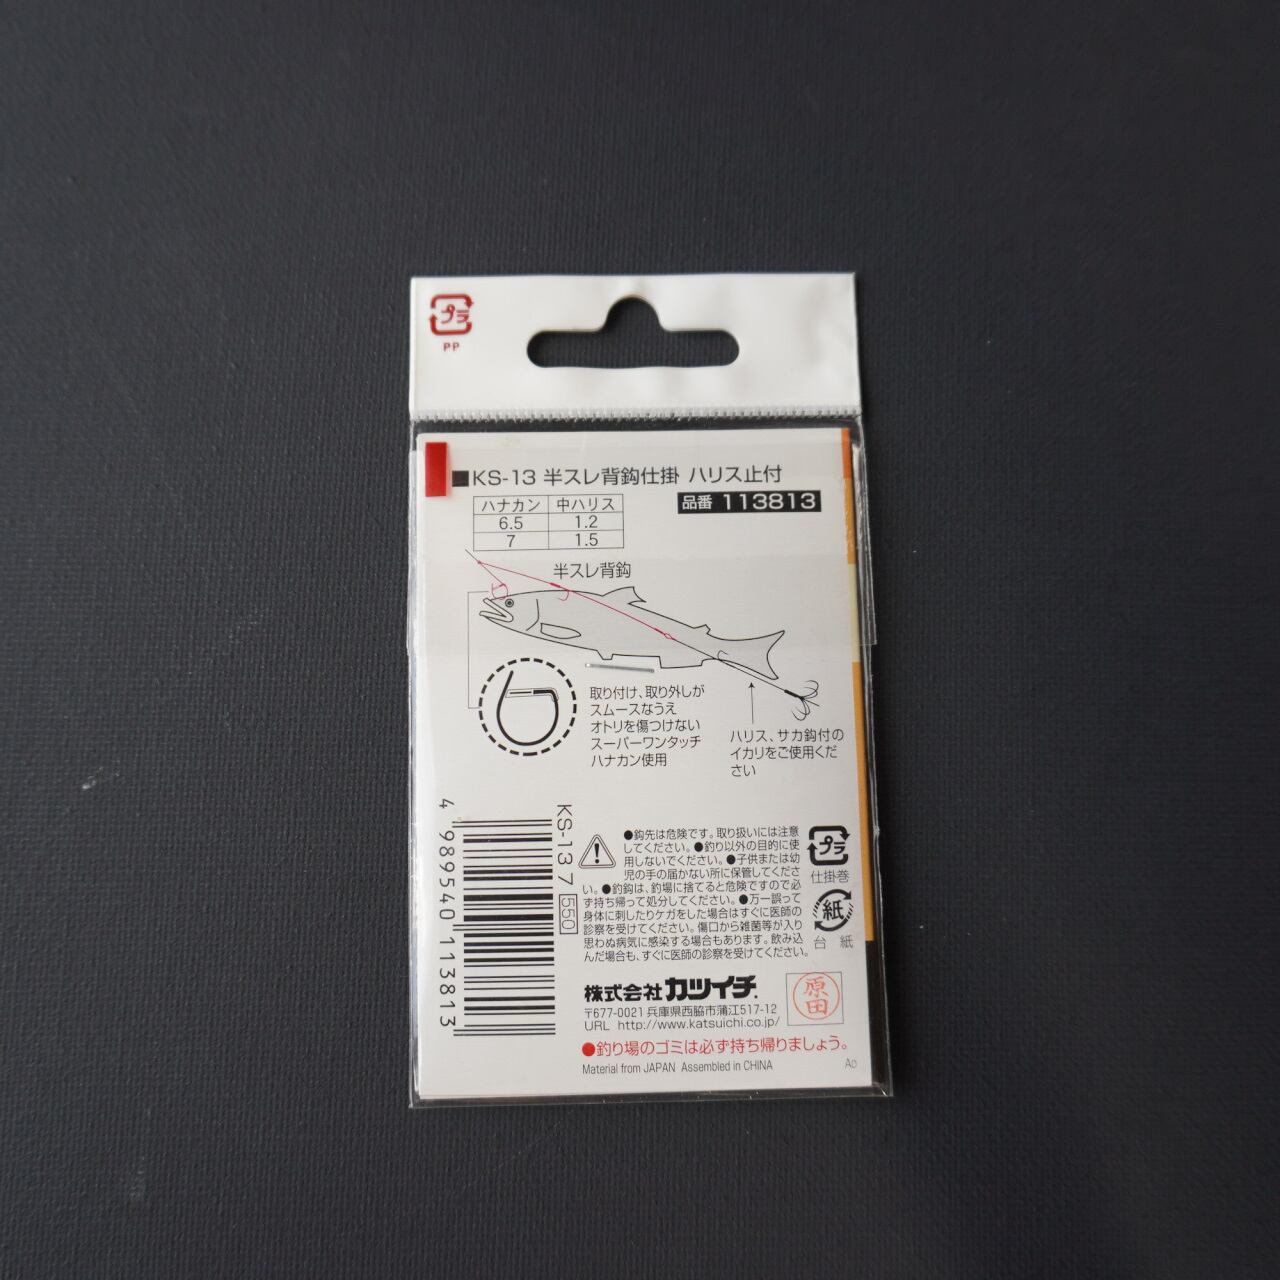 プラ
PP
■KS-13 半スレ背鈎仕掛 ハリス止付
品番 113813
ハナカン 中ハリス
6.5 1.2
7 1.5
半スレ背鈎
取り付け、取り外しが
スムースなうえ
オトリを傷つけない
スーパーワンタッチ
ハナカン使用
ハリス、サカ鈎付の
イカリをご使用くだ
さい
4 989540 113813
KS-13 7 550
●鈎先は危険です。取り扱いには注意
してください。●釣り以外の目的に使
用しないでください。●子供または幼
児の手の届かない所に保管してくださ
い。●釣鈎は、釣場に捨てると危険ですので必
ず持ち帰って処分してください。●万一誤って
身体に刺したりケガをした場合はすぐに医師の
診察を受けてください。傷口から雑菌等が入り
思わぬ病気に感染する場合もあります。飲み込
んだ場合も、すぐに医師の診察を受けてください。
プラ
仕掛巻
紙
台紙
株式会社カツイチ.
〒677-0021 兵庫県西脇市蒲江517-12
URL http://www.katsuichi.co.jp/
原田
●釣り場のゴミは必ず持ち帰りましょう。
Material from JAPAN Assembled in CHINA
Ao